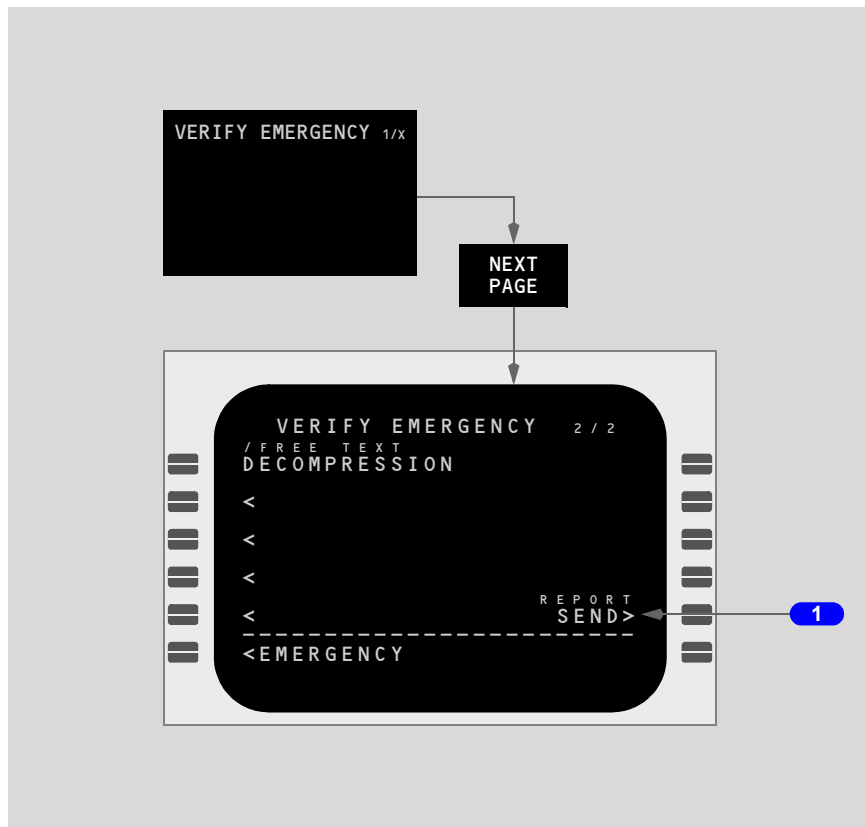 VERIFY EMERGENCY 1/X
NEXT
PAGE
VERIFY EMERGENCY 2/2
/FREE TEXT
DECOMPRESSION
<
<
<
REPORT
< SEND>
------------------------
<EMERGENCY
1